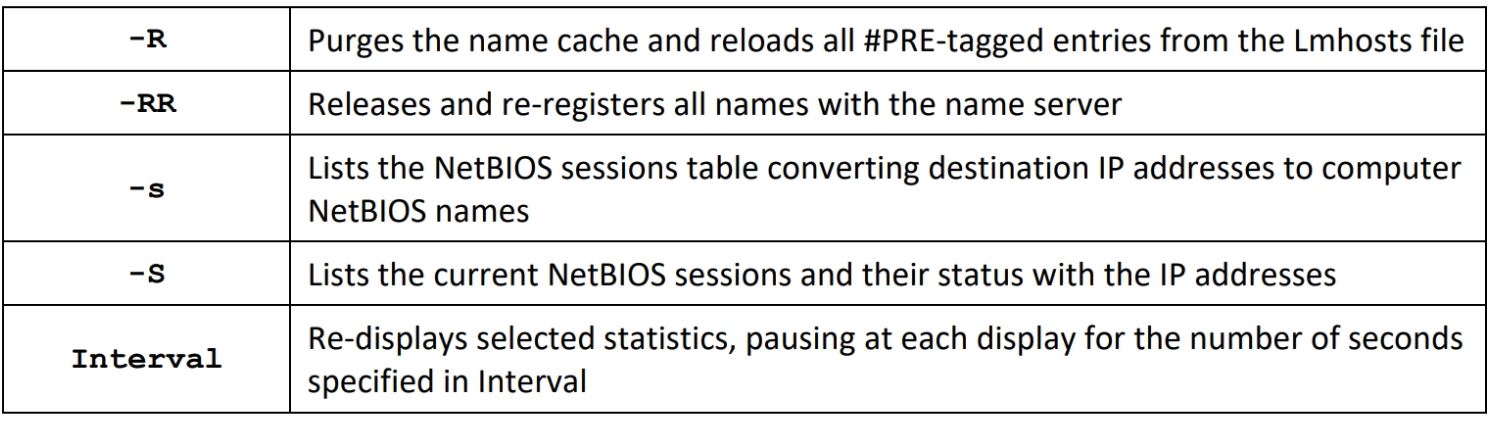 -R Purges the name cache and reloads all #PRE-tagged entries from the Lmhosts file
-RR Releases and re-registers all names with the name server
-s Lists the NetBIOS sessions table converting destination IP addresses to computer
NetBIOS names
-S Lists the current NetBIOS sessions and their status with the IP addresses
Interval Re-displays selected statistics, pausing at each display for the number of seconds
specified in Interval